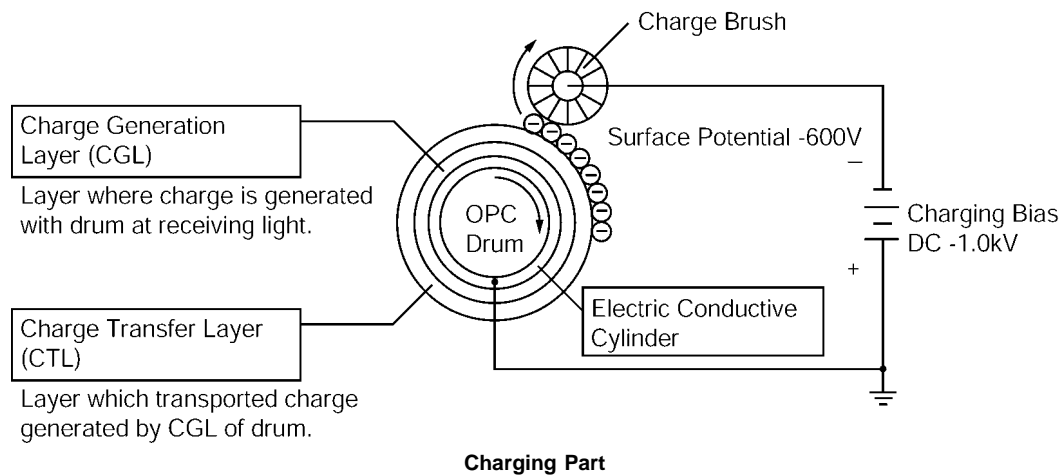 Charge Brush
Charge Generation
Layer (CGL)
Layer where charge is generated
with drum at receiving light.
Surface Potential -600V
−
OPC
Drum
Charging Bias
DC -1.0kV
+
Electric Conductive
Cylinder
Charge Transfer Layer
(CTL)
Layer which transported charge
generated by CGL of drum.
Charging Part